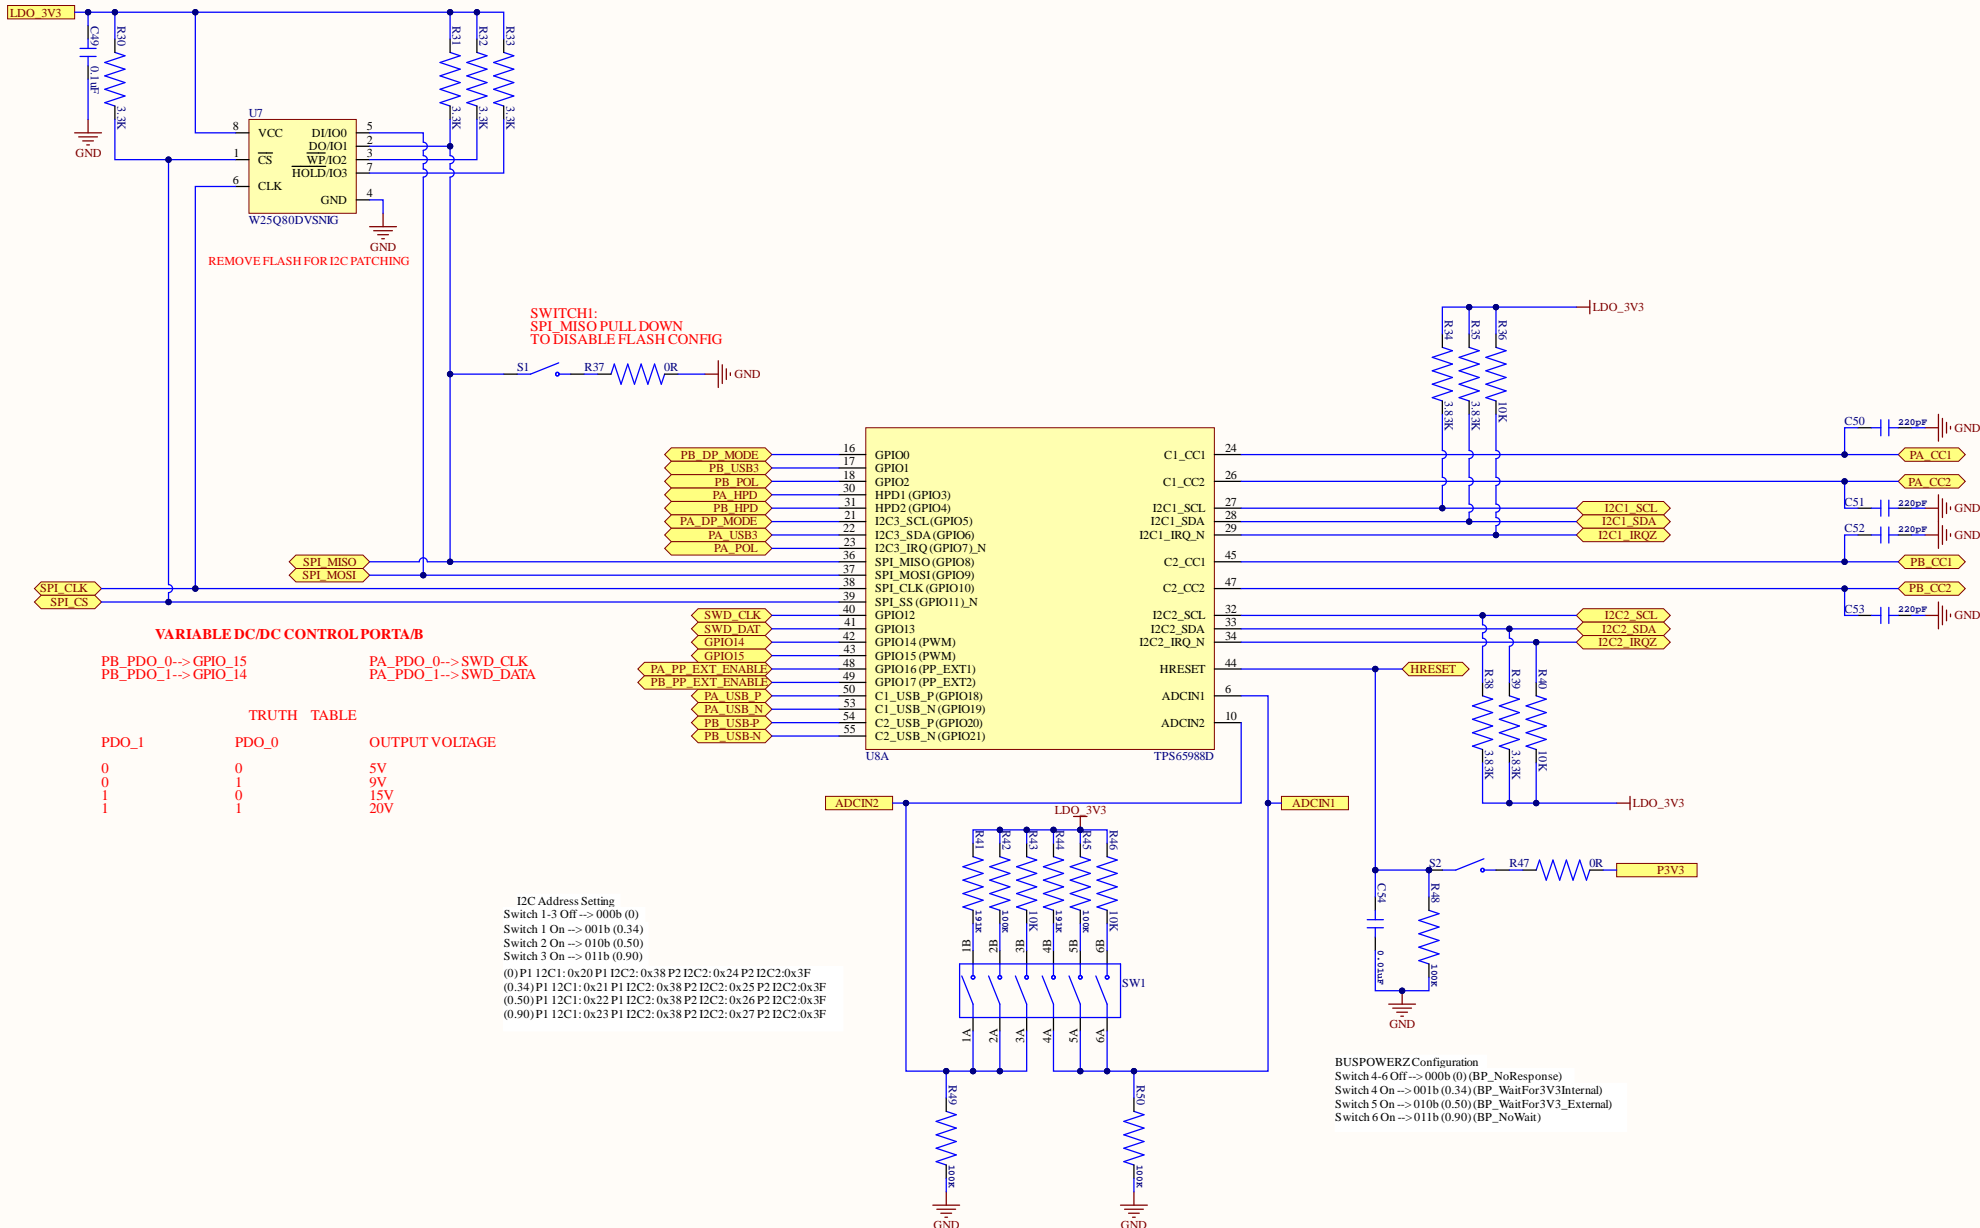 LDO_3V3
C49
0.1uF
GND
R30
3.3K
R31
3.3K
R32
3.3K
R33
3.3K
U7
8 VCC
1 CS
6 CLK
DI/IO0 5
DO/IO1 2
WP/IO2 3
HOLD/IO3 7
GND 4
W25Q80DVSNIG
GND
REMOVE FLASH FOR I2C PATCHING
SWITCH1:
SPI_MISO PULL DOWN
TO DISABLE FLASH CONFIG
S1
R37
0R
GND
LDO_3V3
R34
3.83K
R35
3.83K
R36
10K
PB_DP_MODE 16 GPIO0
PB_USB3 17 GPIO1
PB_POL 18 GPIO2
PA_HPD 30 HPD1 (GPIO3)
PB_HPD 31 HPD2 (GPIO4)
PA_DP_MODE 21 I2C3_SCL(GPIO5)
PA_USB3 22 I2C3_SDA (GPIO6)
PA_POL 23 I2C3_IRQ (GPIO7)_N
SPI_MISO 36 SPI_MISO (GPIO8)
SPI_MOSI 37 SPI_MOSI (GPIO9)
SPI_CLK 38 SPI_CLK (GPIO10)
SPI_CS 39 SPI_SS (GPIO11)_N
SWD_CLK 40 GPIO12
SWD_DAT 41 GPIO13
GPIO14 42 GPIO14 (PWM)
GPIO15 43 GPIO15 (PWM)
PA_PP_EXT_ENABLE 48 GPIO16 (PP_EXT1)
PB_PP_EXT_ENABLE 49 GPIO17 (PP_EXT2)
PA_USB_P 50 C1_USB_P (GPIO18)
PA_USB_N 53 C1_USB_N (GPIO19)
PB_USB-P 54 C2_USB_P (GPIO20)
PB_USB-N 55 C2_USB_N (GPIO21)
U8A
TPS65988D
C1_CC1 24 PA_CC1
C1_CC2 26 PA_CC2
I2C1_SCL 27 I2C1_SCL
I2C1_SDA 28 I2C1_SDA
I2C1_IRQ_N 29 I2C1_IRQZ
C2_CC1 45 PB_CC1
C2_CC2 47 PB_CC2
I2C2_SCL 32 I2C2_SCL
I2C2_SDA 33 I2C2_SDA
I2C2_IRQ_N 34 I2C2_IRQZ
HRESET 44 HRESET
ADCIN1 6
ADCIN2 10
C50 220pF GND
C51 220pF GND
C52 220pF GND
C53 220pF GND
R38
3.83K
R39
3.83K
R40
10K
LDO_3V3
VARIABLE DC/DC CONTROL PORTA/B
PB_PDO_0--> GPIO_15 PA_PDO_0--> SWD_CLK
PB_PDO_1--> GPIO_14 PA_PDO_1--> SWD_DATA
TRUTH TABLE
PDO_1 PDO_0 OUTPUT VOLTAGE
0 0 5V
0 1 9V
1 0 15V
1 1 20V
ADCIN2
ADCIN1
LDO_3V3
R41
191K
R42
100K
R43
10K
R44
191K
R45
100K
R46
10K
1B 2B 3B 4B 5B 6B
SW1
1A 2A 3A 4A 5A 6A
R49
100K
GND
R50
100K
GND
S2
R47
0R
P3V3
C54
0.01uF
R48
100K
GND
I2C Address Setting
Switch 1-3 Off --> 000b (0)
Switch 1 On --> 001b (0.34)
Switch 2 On --> 010b (0.50)
Switch 3 On --> 011b (0.90)
(0) P1 12C1: 0x20 P1 I2C2: 0x38 P2 I2C2: 0x24 P2 I2C2:0x3F
(0.34) P1 12C1: 0x21 P1 I2C2: 0x38 P2 I2C2: 0x25 P2 I2C2:0x3F
(0.50) P1 12C1: 0x22 P1 I2C2: 0x38 P2 I2C2: 0x26 P2 I2C2:0x3F
(0.90) P1 12C1: 0x23 P1 I2C2: 0x38 P2 I2C2: 0x27 P2 I2C2:0x3F
BUSPOWERZ Configuration
Switch 4-6 Off --> 000b (0) (BP_NoResponse)
Switch 4 On --> 001b (0.34) (BP_WaitFor3V3Internal)
Switch 5 On --> 010b (0.50) (BP_WaitFor3V3_External)
Switch 6 On --> 011b (0.90) (BP_NoWait)